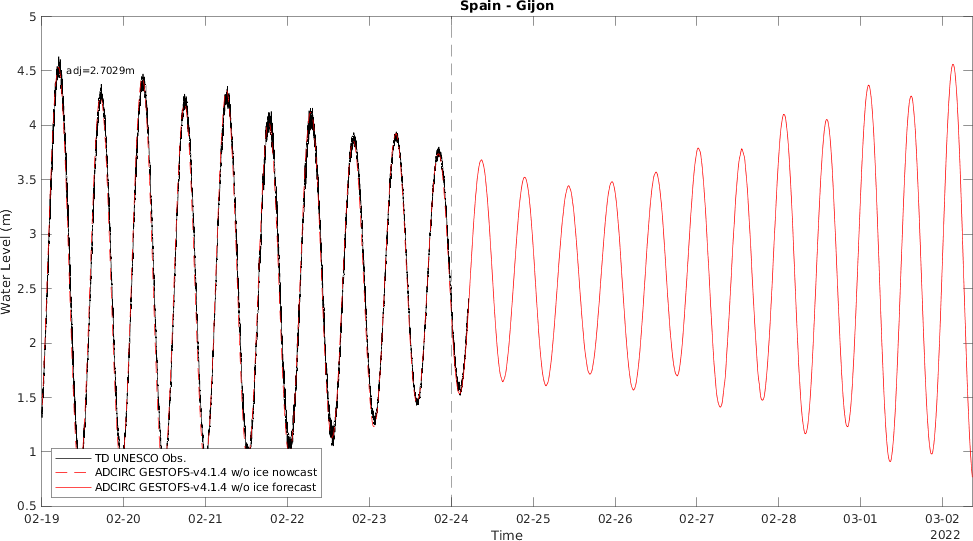 Spain - Gijon
5
4.5
4
3.5
3
2.5
2
1.5
1
0.5
Water Level (m)
adj=2.7029m
TD UNESCO Obs.
ADCIRC GESTOFS-v4.1.4 w/o ice nowcast
ADCIRC GESTOFS-v4.1.4 w/o ice forecast
02-19 02-20 02-21 02-22 02-23 02-24 02-25 02-26 02-27 02-28 03-01 03-02
2022
Time